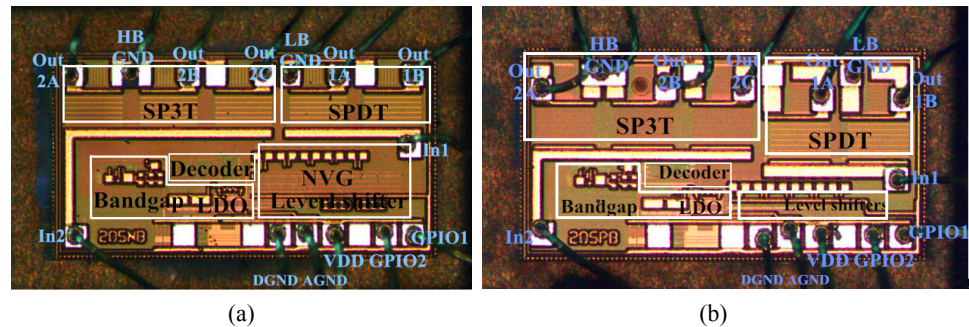 Out 2A
HB GND
Out 2B
Out 2C
LB GND
Out 1A
Out 1B
SP3T
SPDT
In1
Decoder
NVG
Bandgap
LDO
Leverl shifter
In2
20SNB
GPIO1
VDD GPIO2
DGND AGND
(a)
Out 2A
HB GND
Out 2B
Out 2C
Out 1A
LB GND
Out 1B
SP3T
SPDT
In1
Decoder
Bandgap
LDO
Level shifters
In2
20SPB
GPIO1
VDD GPIO2
DGND AGND
(b)